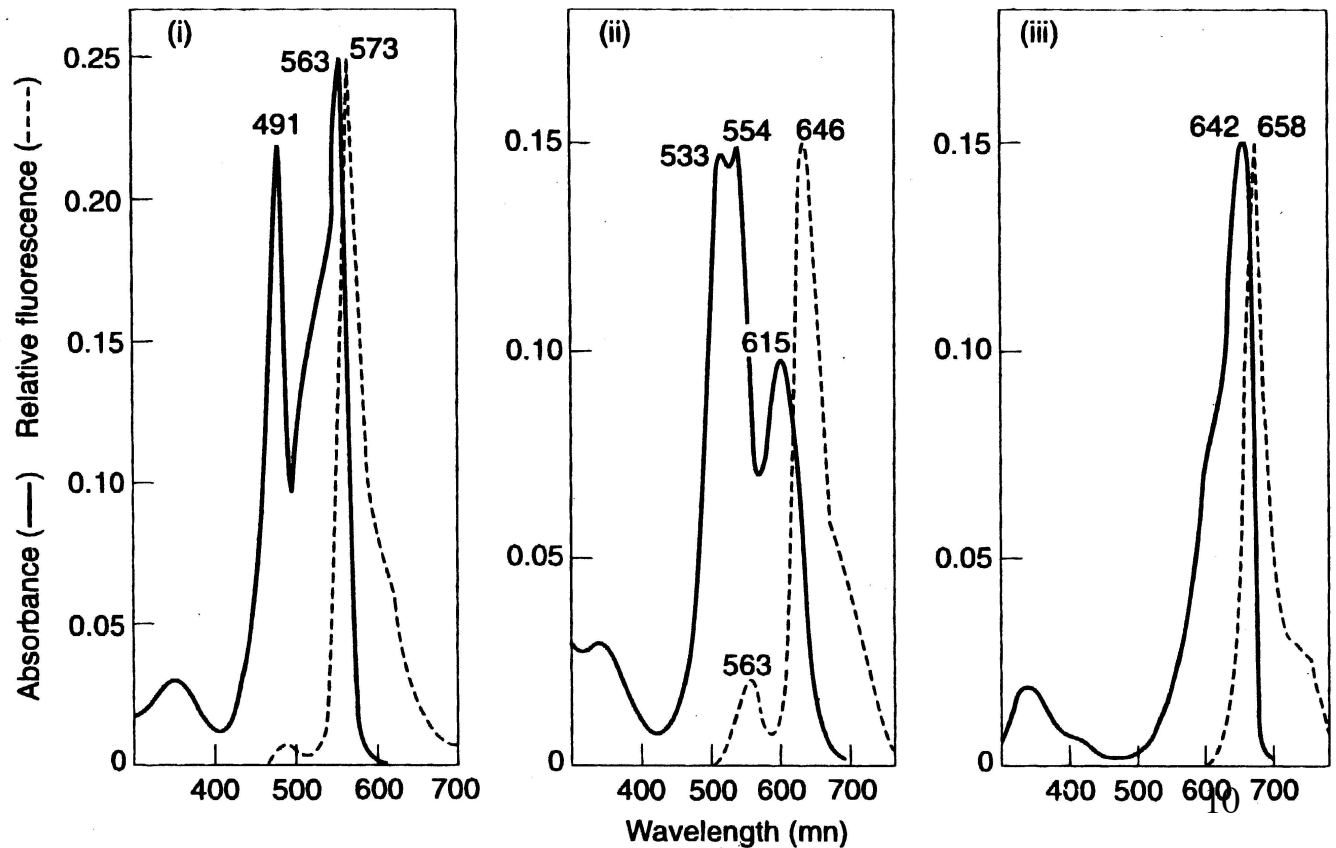 (i)
(ii)
(iii)
563 573
491
533 554 646
615
563
642 658
0.25
0.20
0.15
0.10
0.05
0
0.15
0.10
0.05
0
0.15
0.10
0.05
0
400 500 600 700
400 500 600 700
400 500 600 700
10
Absorbance (——) Relative fluorescence (----)
Wavelength (mn)